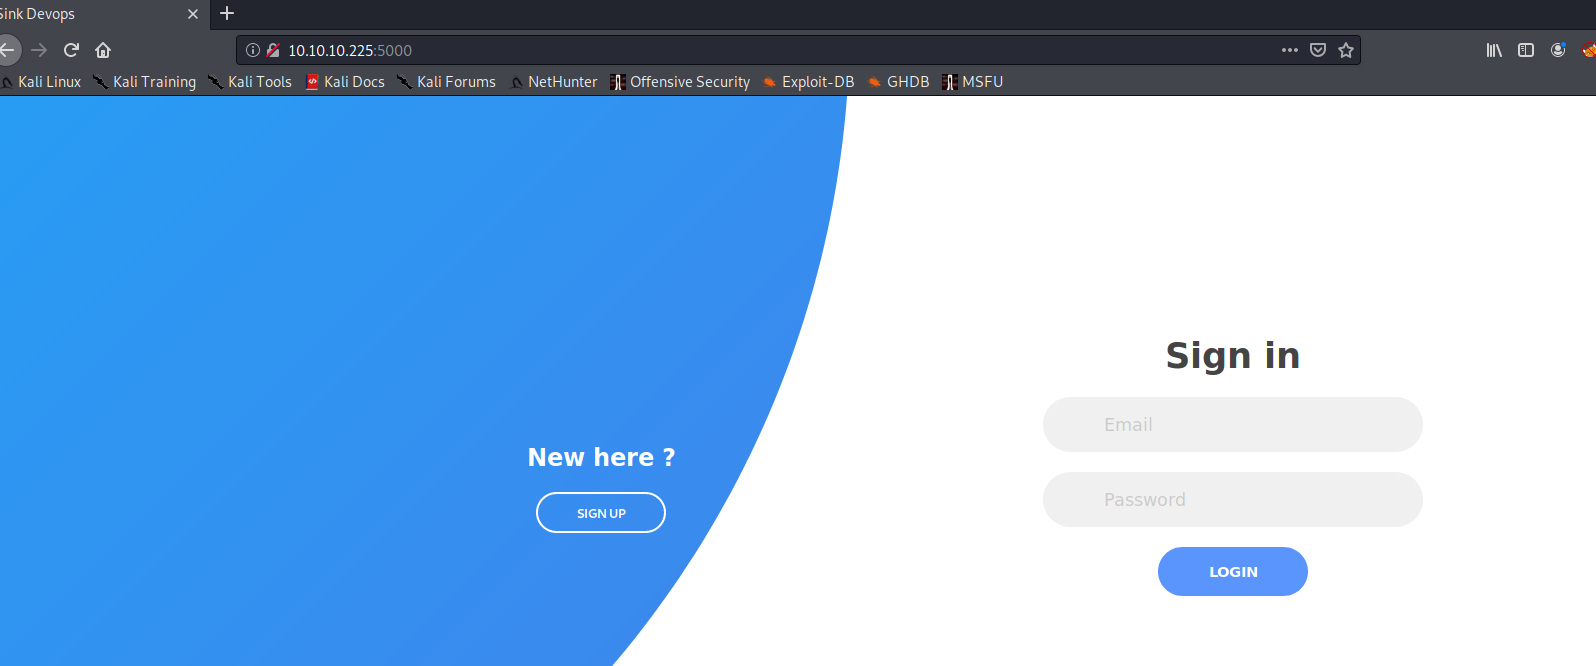 Sink Devops
10.10.10.225:5000
Kali Linux Kali Training Kali Tools Kali Docs Kali Forums NetHunter Offensive Security Exploit-DB GHDB MSFU
Sign in
Email
New here ?
Password
SIGN UP
LOGIN